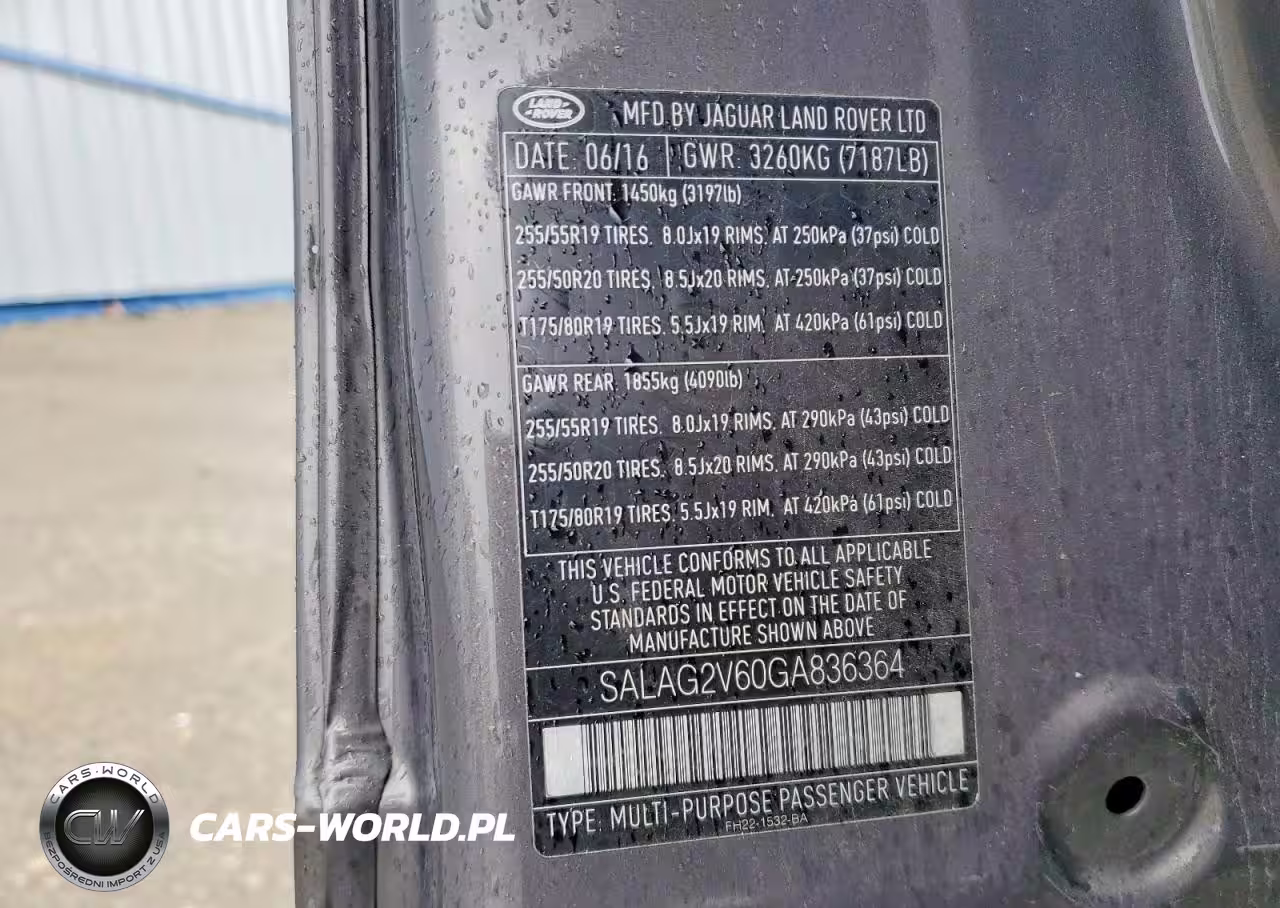 LAND ROVER
MFD BY JAGUAR LAND ROVER LTD
DATE: 06/16 GWR: 3260KG (7187LB)
GAWR FRONT: 1450kg (3197lb)
255/55R19 TIRES, 8.0Jx19 RIMS, AT 250kPa (37psi) COLD
255/50R20 TIRES, 8.5Jx20 RIMS, AT 250kPa (37psi) COLD
T175/80R19 TIRES, 5.5Jx19 RIM, AT 420kPa (61psi) COLD
GAWR REAR: 1855kg (4090lb)
255/55R19 TIRES, 8.0Jx19 RIMS, AT 290kPa (43psi) COLD
255/50R20 TIRES, 8.5Jx20 RIMS, AT 290kPa (43psi) COLD
T175/80R19 TIRES, 5.5Jx19 RIM, AT 420kPa (61psi) COLD
THIS VEHICLE CONFORMS TO ALL APPLICABLE
U.S. FEDERAL MOTOR VEHICLE SAFETY
STANDARDS IN EFFECT ON THE DATE OF
MANUFACTURE SHOWN ABOVE
SALAG2V60GA836364
TYPE: MULTI-PURPOSE PASSENGER VEHICLE
FH22-1532-BA
CARS-WORLD
CW
BEZPOŚREDNI IMPORT Z USA
CARS-WORLD.PL